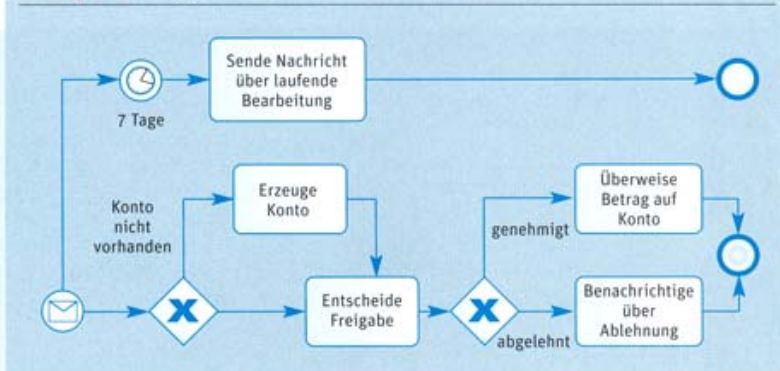 Sende Nachricht
über laufende
Bearbeitung
7 Tage
Konto
nicht
vorhanden
Erzeuge
Konto
Entscheide
Freigabe
genehmigt
Überweise
Betrag auf
Konto
abgelehnt
Benachrichtige
über
Ablehnung